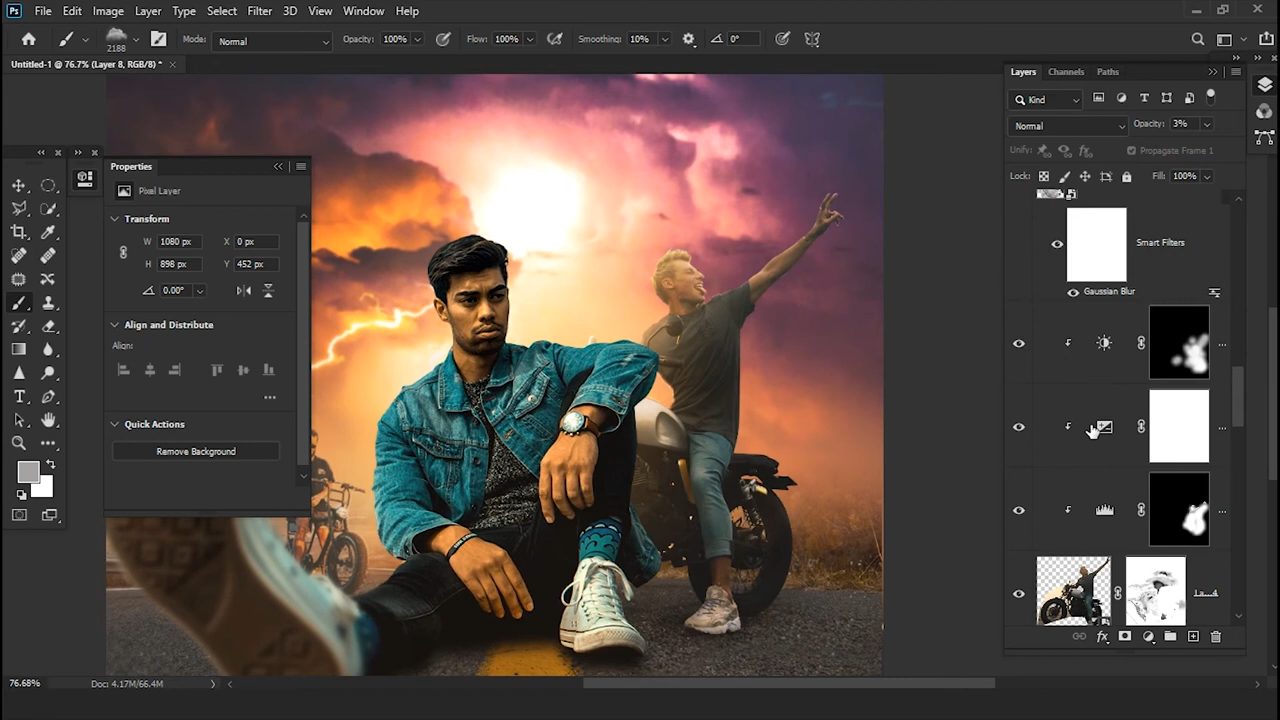 Ps File Edit Image Layer Type Select Filter 3D View Window Help
2188 Mode: Normal Opacity: 100% Flow: 100% Smoothing: 10% 0°
Untitled-1 @ 76.7% (Layer 8, RGB/8) *
Properties
Pixel Layer
Transform
W 1080 px X 0 px
H 898 px Y 452 px
0.00°
Align and Distribute
Align:
Quick Actions
Remove Background
Layers Channels Paths
Kind
Normal Opacity: 3%
Unify: Propagate Frame 1
Lock: Fill: 100%
Smart Filters
Gaussian Blur
La...4
76.68% Doc: 4.17M/66.4M